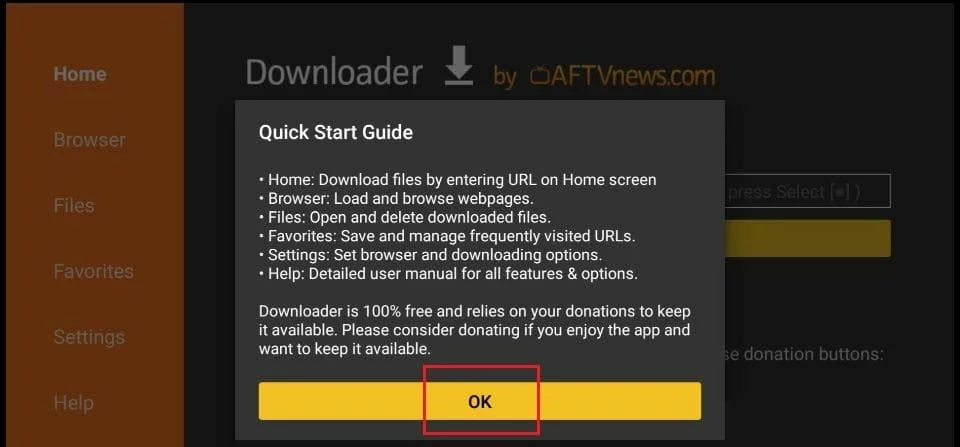 Home
Browser
Files
Favorites
Settings
Help
Downloader by AFTVnews.com
Quick Start Guide
• Home: Download files by entering URL on Home screen
• Browser: Load and browse webpages.
• Files: Open and delete downloaded files.
• Favorites: Save and manage frequently visited URLs.
• Settings: Set browser and downloading options.
• Help: Detailed user manual for all features & options.
Downloader is 100% free and relies on your donations to keep
it available. Please consider donating if you enjoy the app and
want to keep it available.
OK
press Select [◉] )
donation buttons: